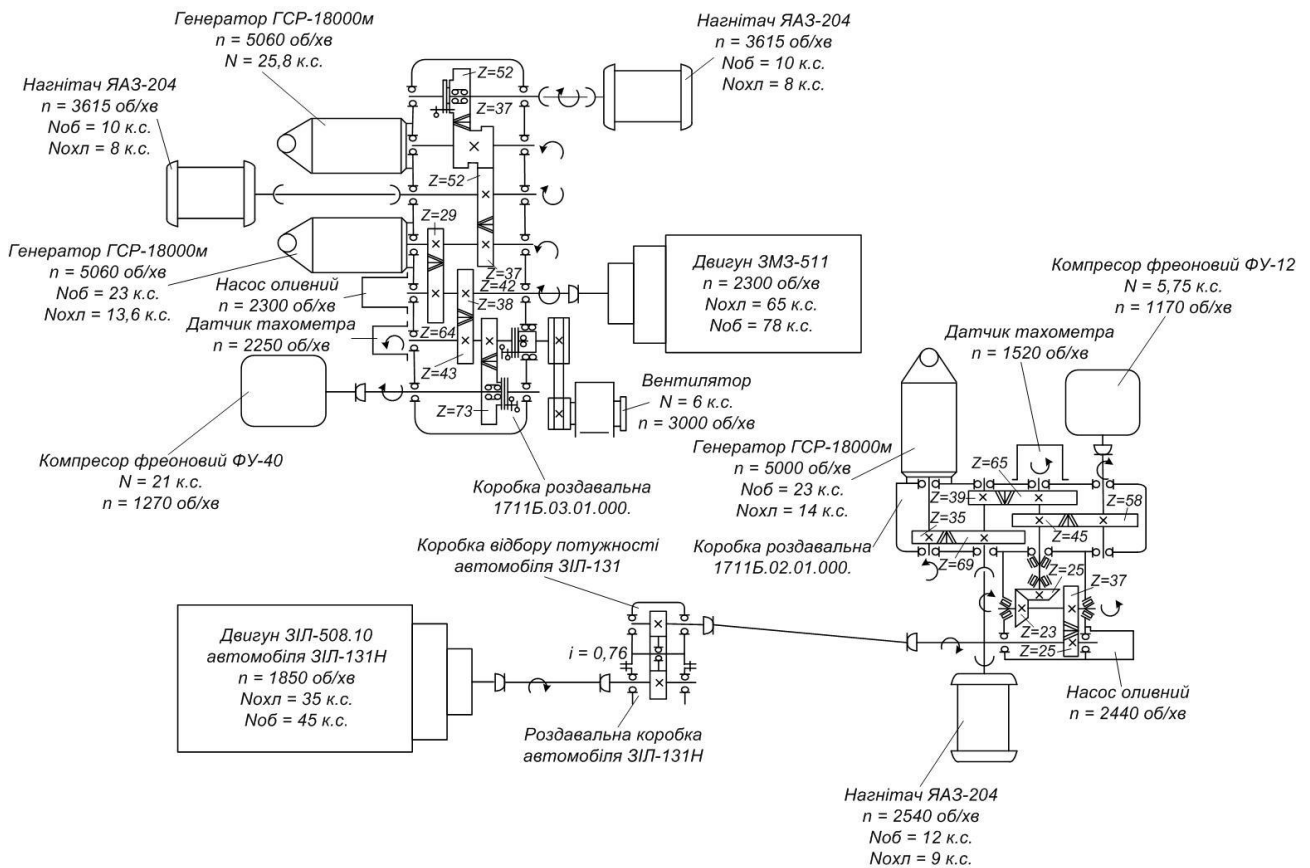 Генератор ГСР-18000м
n = 5060 об/хв
N = 25,8 к.с.
Нагнітач ЯАЗ-204
n = 3615 об/хв
Nоб = 10 к.с.
Nохл = 8 к.с.
Нагнітач ЯАЗ-204
n = 3615 об/хв
Nоб = 10 к.с.
Nохл = 8 к.с.
Z=52
Z=37
Z=52
Z=29
Z=37
Z=42
Z=38
Z=64
Z=43
Z=73
Генератор ГСР-18000м
n = 5060 об/хв
Nоб = 23 к.с.
Nохл = 13,6 к.с.
Насос оливний
n = 2300 об/хв
Датчик тахометра
n = 2250 об/хв
Двигун ЗМЗ-511
n = 2300 об/хв
Nохл = 65 к.с.
Nоб = 78 к.с.
Компресор фреоновий ФУ-12
N = 5,75 к.с.
n = 1170 об/хв
Датчик тахометра
n = 1520 об/хв
Вентилятор
N = 6 к.с.
n = 3000 об/хв
Компресор фреоновий ФУ-40
N = 21 к.с.
n = 1270 об/хв
Коробка роздавальна
1711Б.03.01.000.
Генератор ГСР-18000м
n = 5000 об/хв
Nоб = 23 к.с.
Nохл = 14 к.с.
Коробка роздавальна
1711Б.02.01.000.
Z=65
Z=39
Z=58
Z=35
Z=45
Z=69
Z=25
Z=37
Z=23
Z=25
Коробка відбору потужності
автомобіля ЗІЛ-131
i = 0,76
Двигун ЗІЛ-508.10
автомобіля ЗІЛ-131Н
n = 1850 об/хв
Nохл = 35 к.с.
Nоб = 45 к.с.
Роздавальна коробка
автомобіля ЗІЛ-131Н
Насос оливний
n = 2440 об/хв
Нагнітач ЯАЗ-204
n = 2540 об/хв
Nоб = 12 к.с.
Nохл = 9 к.с.